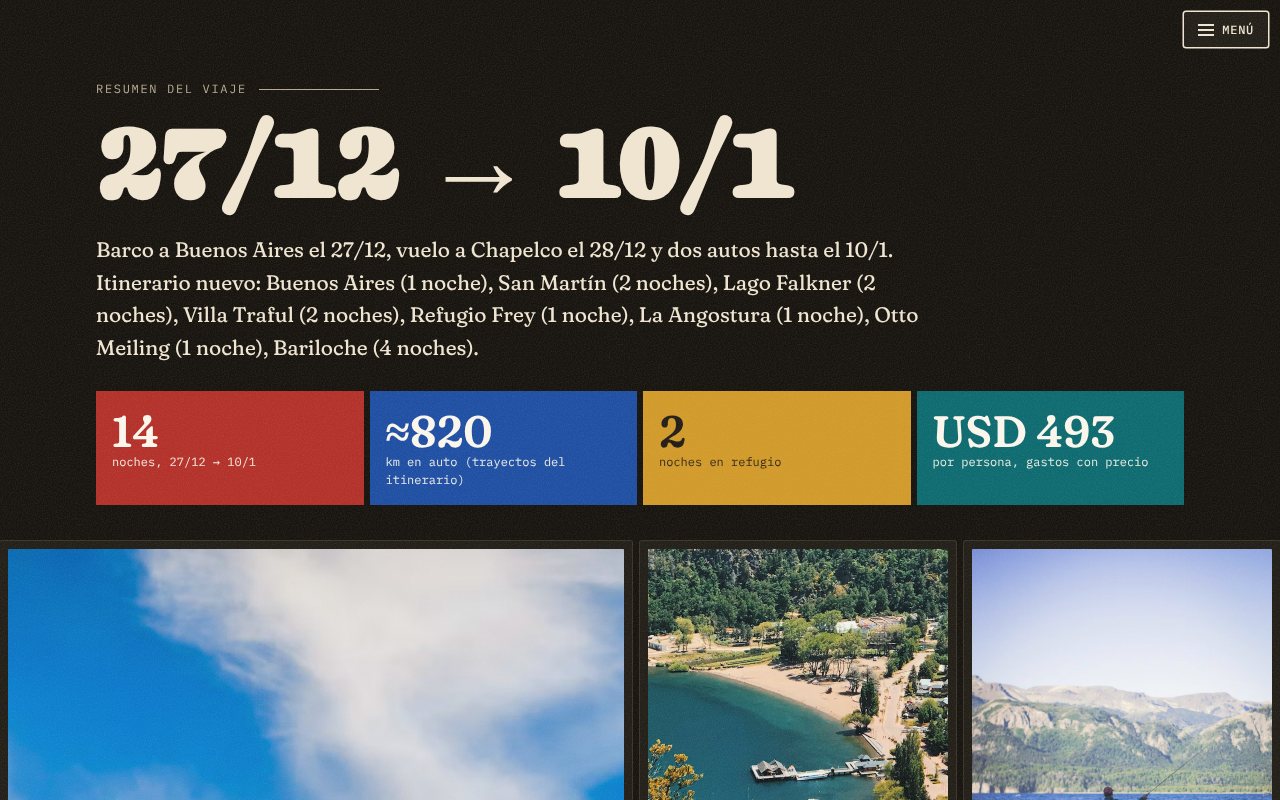 MENÚ
RESUMEN DEL VIAJE
27/12 → 10/1
Barco a Buenos Aires el 27/12, vuelo a Chapelco el 28/12 y dos autos hasta el 10/1.
Itinerario nuevo: Buenos Aires (1 noche), San Martín (2 noches), Lago Falkner (2
noches), Villa Traful (2 noches), Refugio Frey (1 noche), La Angostura (1 noche), Otto
Meiling (1 noche), Bariloche (4 noches).
14
noches, 27/12 → 10/1
≈820
km en auto (trayectos del
itinerario)
2
noches en refugio
USD 493
por persona, gastos con precio